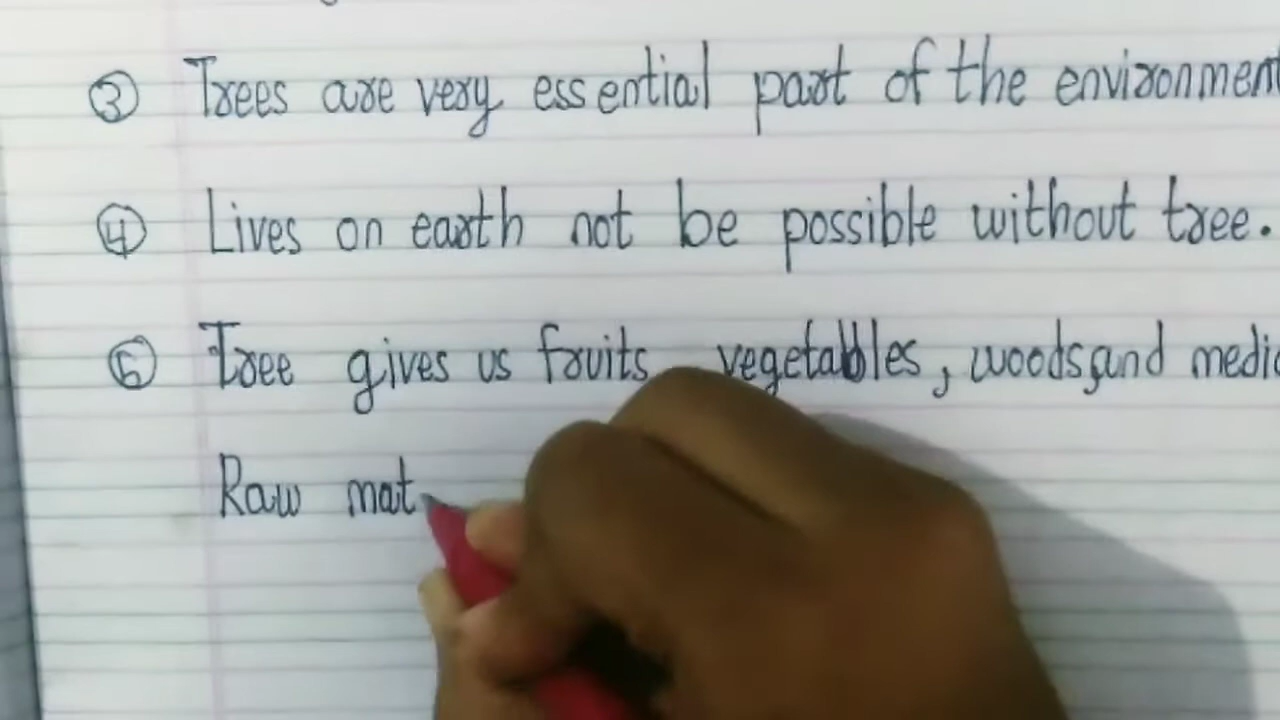 ③ Trees are very essential part of the environment
④ Lives on earth not be possible without tree.
⑤ Tree gives us fruits vegetables, woods, and medic
Raw mat